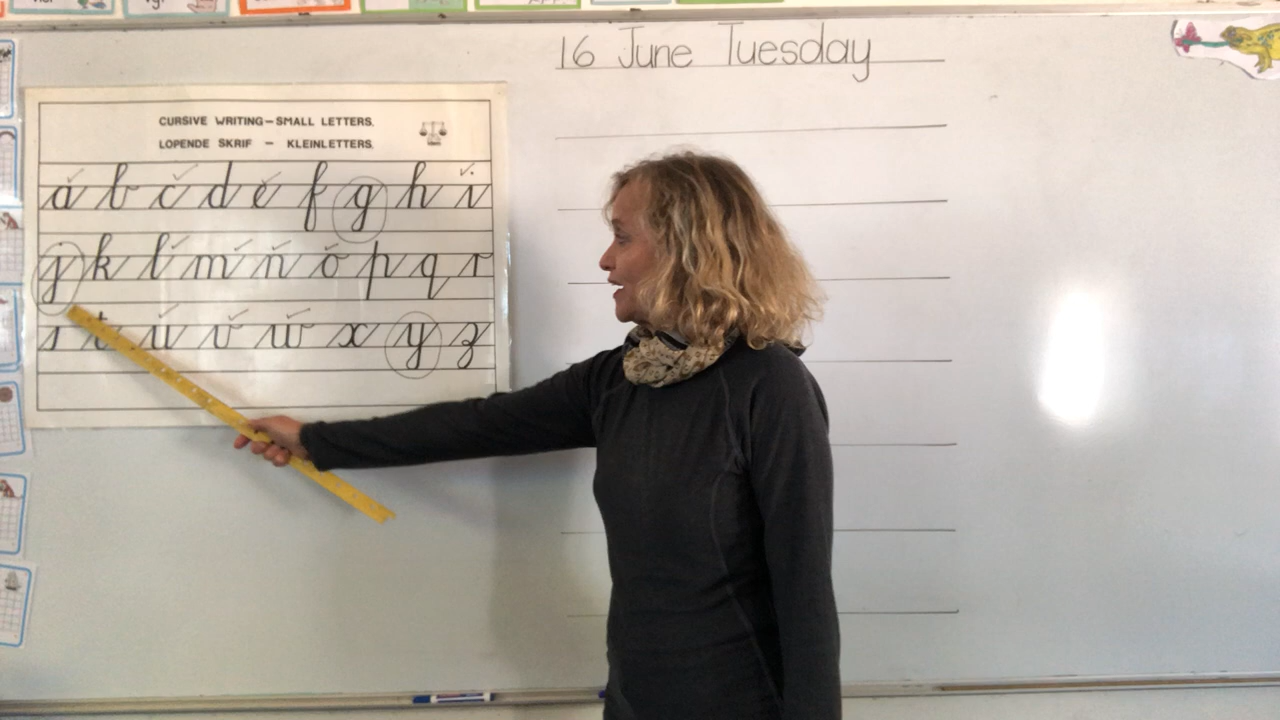 16 June Tuesday
CURSIVE WRITING – SMALL LETTERS.
LOPENDE SKRIF – KLEINLETTERS.
a b c d e f g h i
j k l m n o p q r
s t u v w x y z